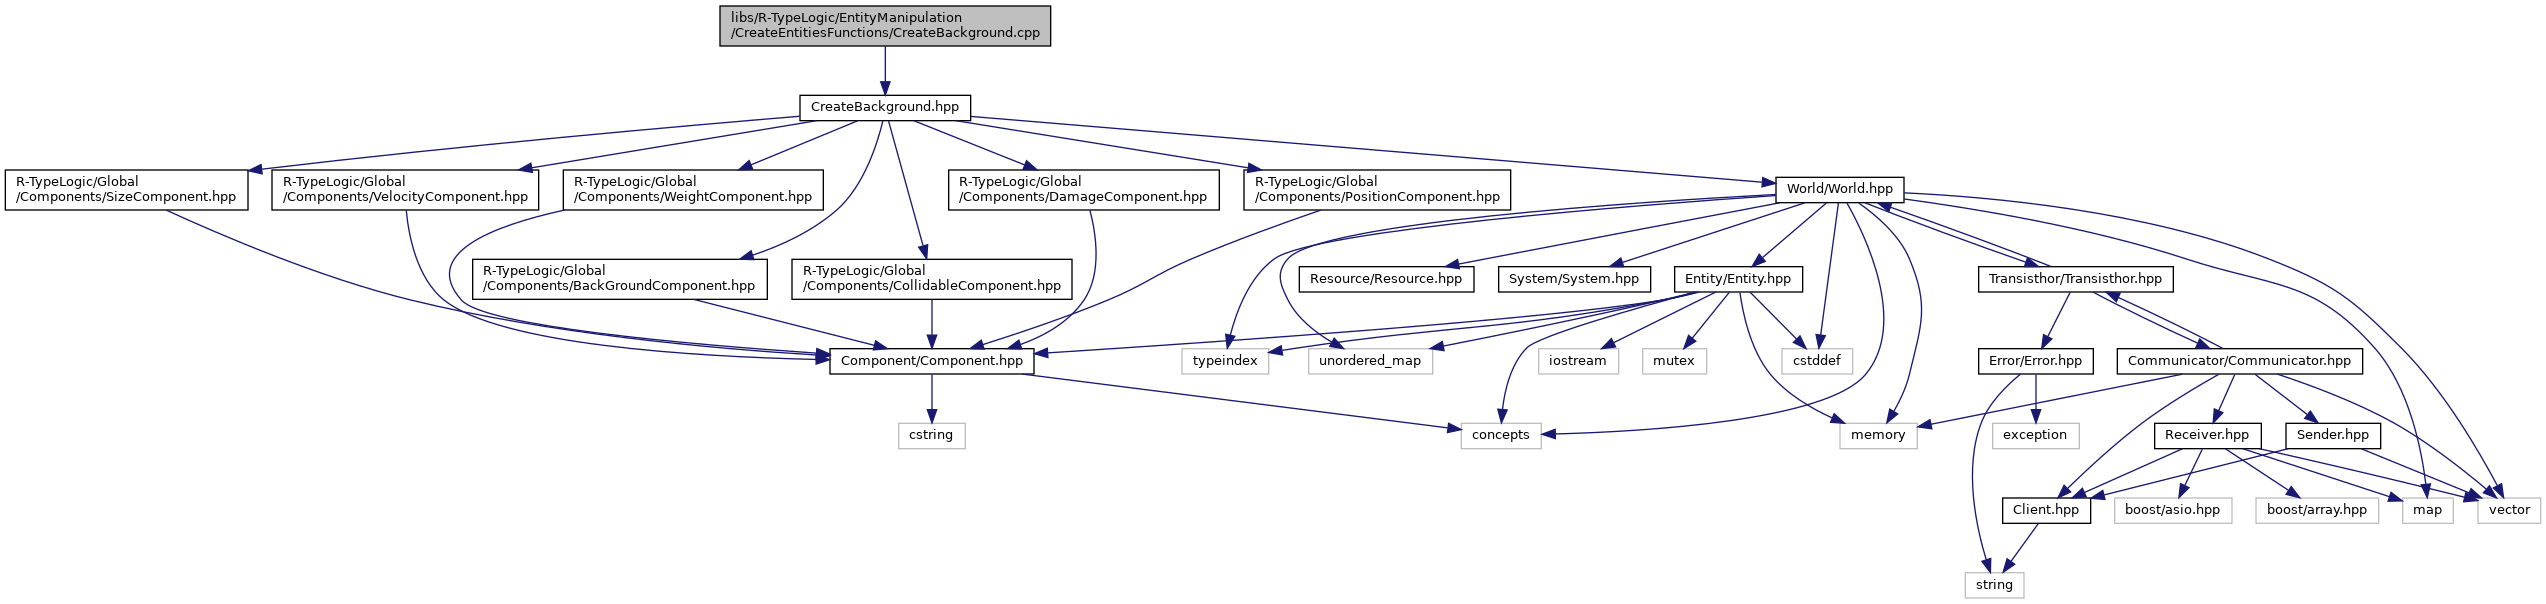 libs/R-TypeLogic/EntityManipulation
/CreateEntitiesFunctions/CreateBackground.cpp
CreateBackground.hpp
R-TypeLogic/Global
/Components/SizeComponent.hpp
R-TypeLogic/Global
/Components/VelocityComponent.hpp
R-TypeLogic/Global
/Components/WeightComponent.hpp
R-TypeLogic/Global
/Components/DamageComponent.hpp
R-TypeLogic/Global
/Components/PositionComponent.hpp
World/World.hpp
R-TypeLogic/Global
/Components/BackGroundComponent.hpp
R-TypeLogic/Global
/Components/CollidableComponent.hpp
Resource/Resource.hpp
System/System.hpp
Entity/Entity.hpp
Transisthor/Transisthor.hpp
Component/Component.hpp
typeindex
unordered_map
iostream
mutex
cstddef
Error/Error.hpp
Communicator/Communicator.hpp
cstring
concepts
memory
exception
Receiver.hpp
Sender.hpp
Client.hpp
boost/asio.hpp
boost/array.hpp
map
vector
string